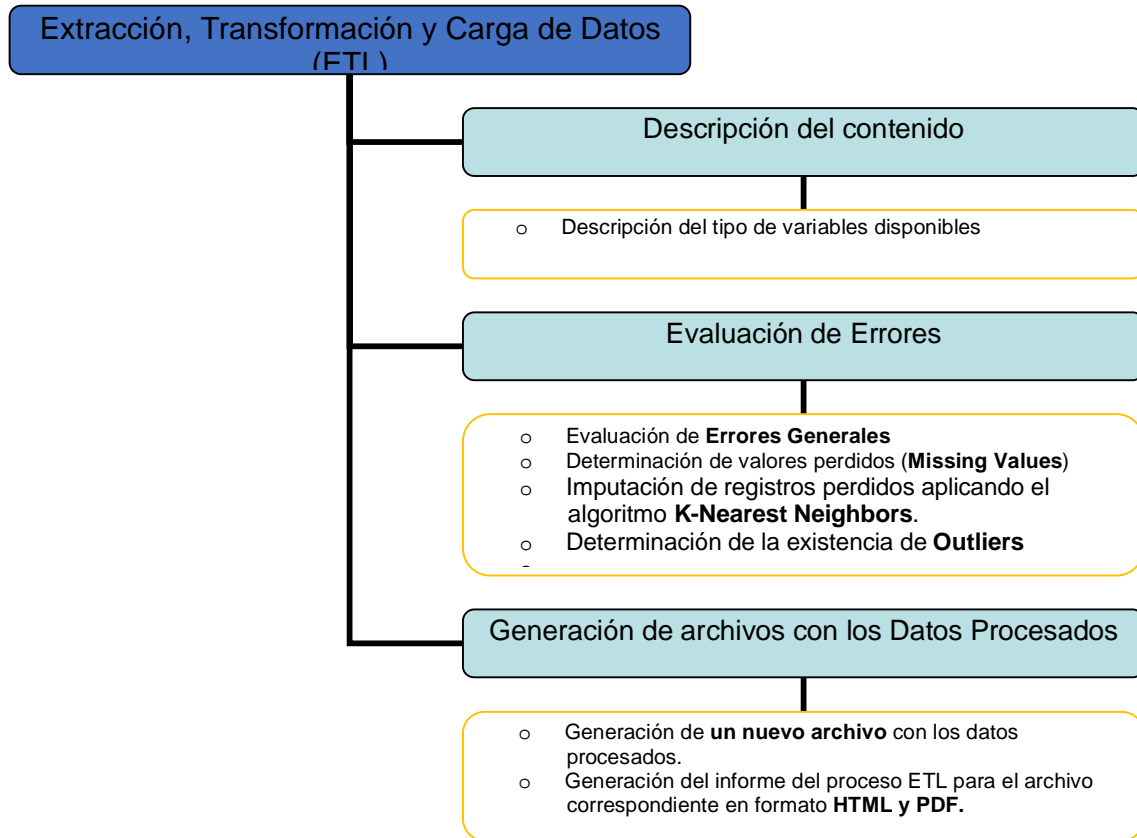 Extracción, Transformación y Carga de Datos
(ETL)
Descripción del contenido
o Descripción del tipo de variables disponibles
Evaluación de Errores
o Evaluación de Errores Generales
o Determinación de valores perdidos (Missing Values)
o Imputación de registros perdidos aplicando el
algoritmo K-Nearest Neighbors.
o Determinación de la existencia de Outliers
Generación de archivos con los Datos Procesados
o Generación de un nuevo archivo con los datos
procesados.
o Generación del informe del proceso ETL para el archivo
correspondiente en formato HTML y PDF.